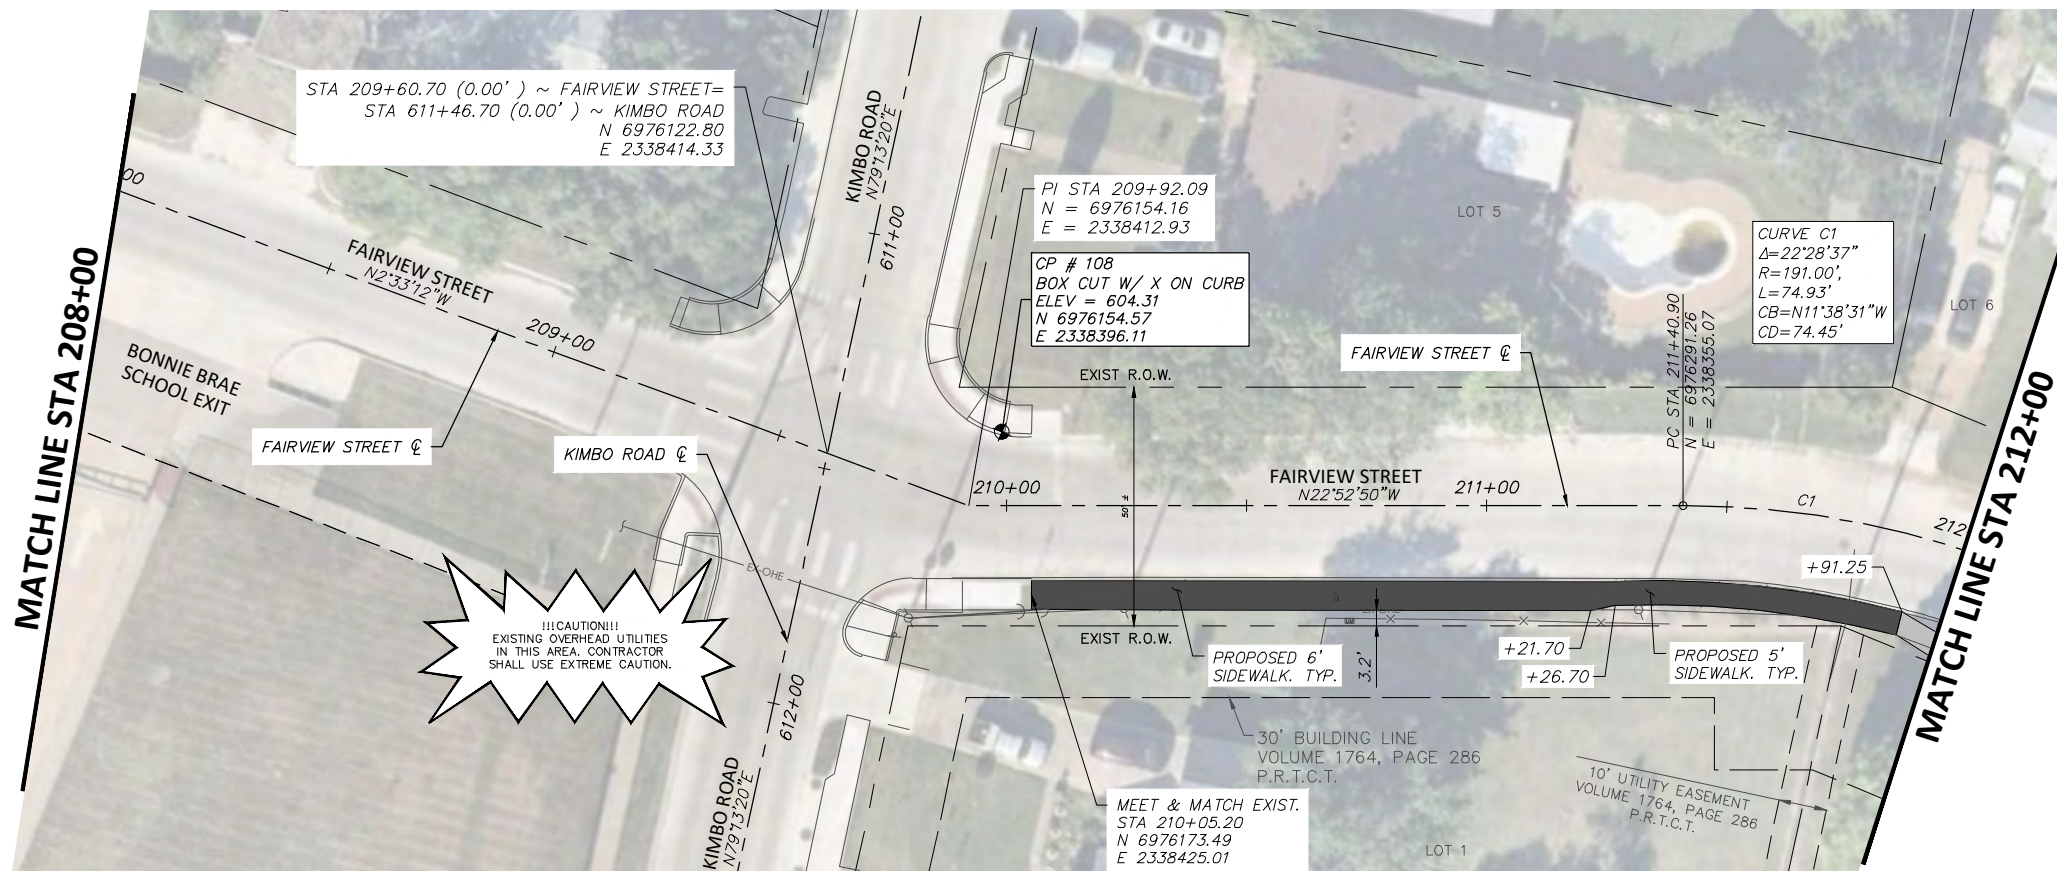 STA 209+60.70 (0.00' ) ~ FAIRVIEW STREET=
STA 611+46.70 (0.00' ) ~ KIMBO ROAD
N 6976122.80
E 2338414.33
KIMBO ROAD
N79°13'20"E
611+00
PI STA 209+92.09
N = 6976154.16
E = 2338412.93
CP # 108
BOX CUT W/ X ON CURB
ELEV = 604.31
N 6976154.57
E 2338396.11
LOT 5
CURVE C1
Δ=22°28'37"
R=191.00',
L=74.93'
CB=N11°38'31"W
CD=74.45'
LOT 6
00
MATCH LINE STA 208+00
FAIRVIEW STREET
N2°33'12"W
209+00
BONNIE BRAE
SCHOOL EXIT
FAIRVIEW STREET ℄
KIMBO ROAD ℄
EXIST R.O.W.
FAIRVIEW STREET ℄
PC STA 211+40.90
N = 6976291.26
E = 2338355.07
210+00
50' ±
FAIRVIEW STREET
N22°52'50"W
211+00
C1
212
MATCH LINE STA 212+00
EX-OHE
+91.25
!!!CAUTION!!!
EXISTING OVERHEAD UTILITIES
IN THIS AREA. CONTRACTOR
SHALL USE EXTREME CAUTION.
EXIST R.O.W.
PROPOSED 6'
SIDEWALK. TYP.
3.2'
+21.70
+26.70
PROPOSED 5'
SIDEWALK. TYP.
612+00
KIMBO ROAD
N79°13'20"E
30' BUILDING LINE
VOLUME 1764, PAGE 286
P.R.T.C.T.
10' UTILITY EASEMENT
VOLUME 1764, PAGE 286
P.R.T.C.T.
MEET & MATCH EXIST.
STA 210+05.20
N 6976173.49
E 2338425.01
LOT 1